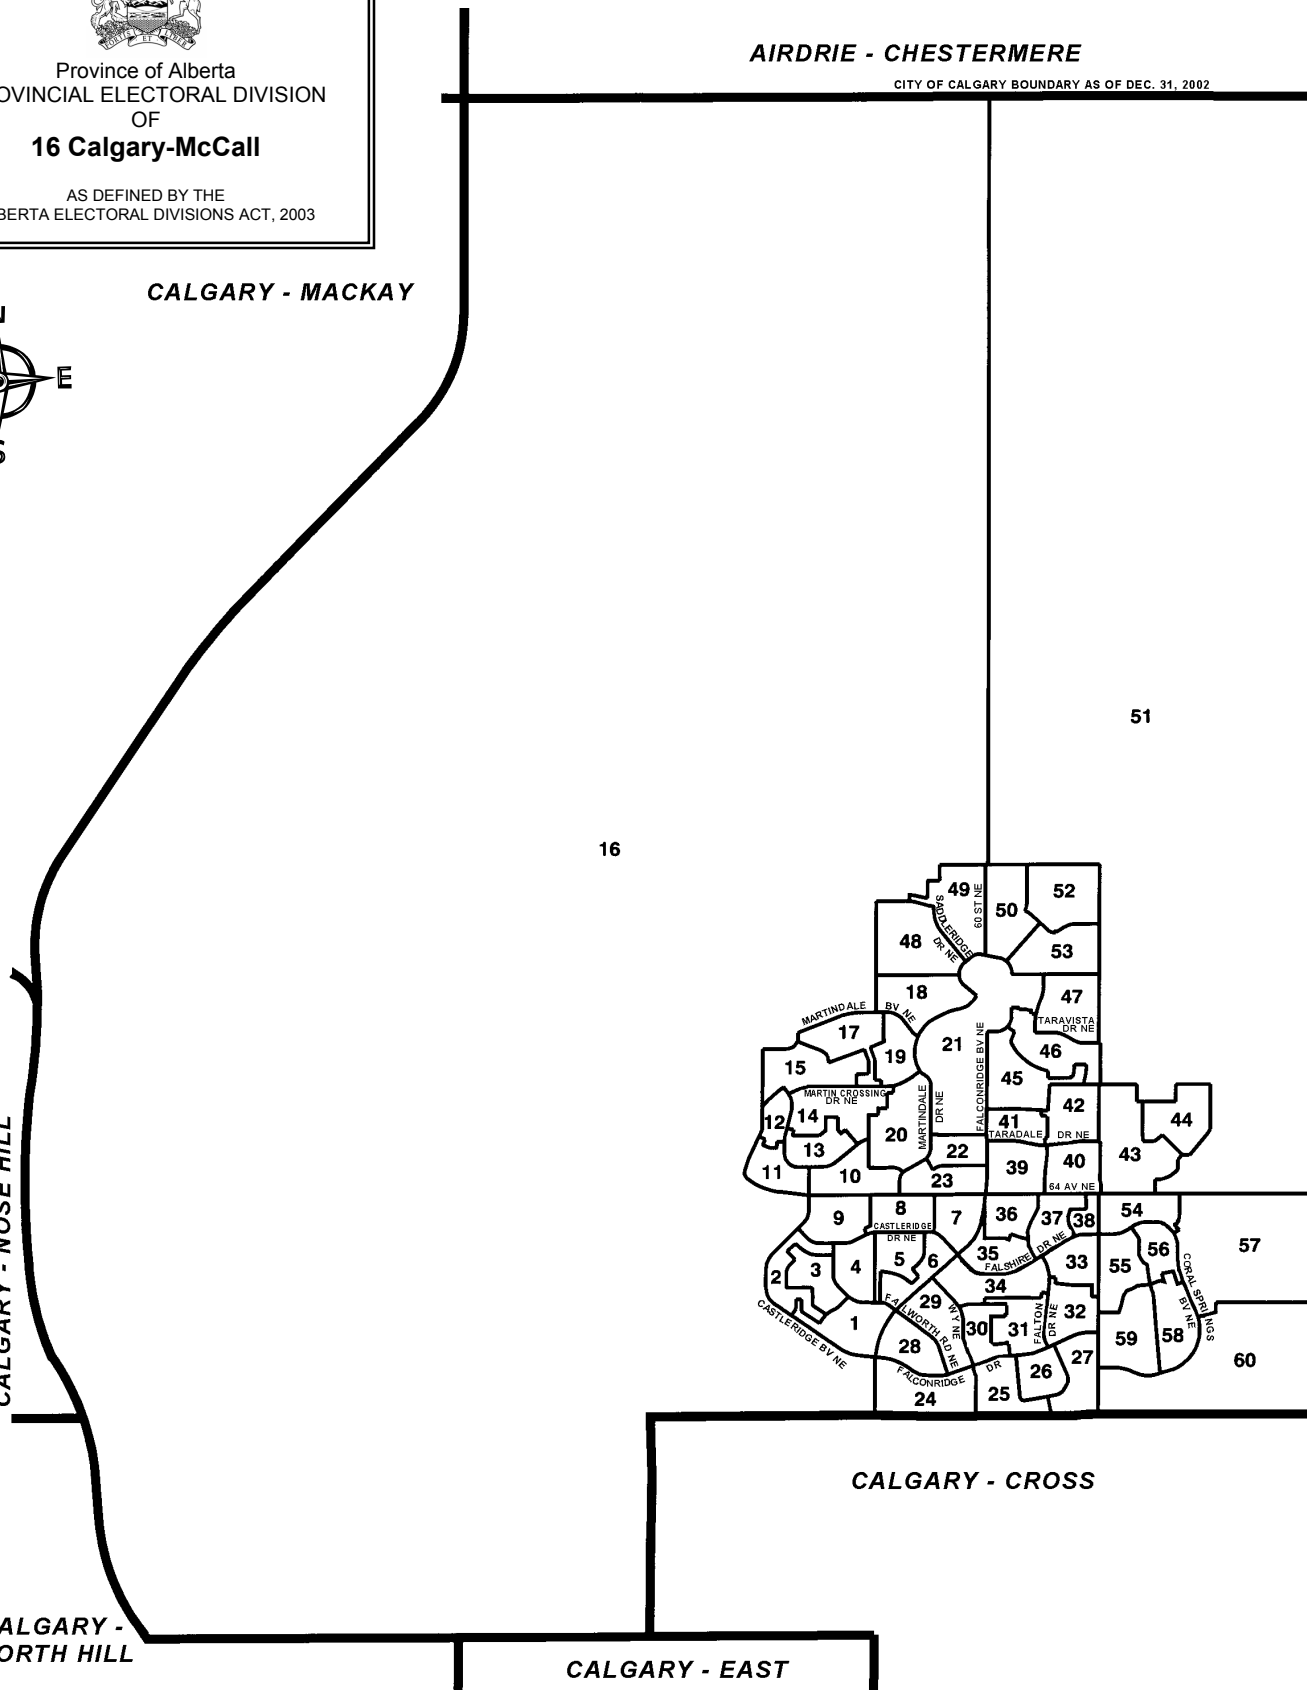 FORTIS ET LIBER
Province of Alberta
OVINCIAL ELECTORAL DIVISION
OF
16 Calgary-McCall
AS DEFINED BY THE
BERTA ELECTORAL DIVISIONS ACT, 2003
AIRDRIE - CHESTERMERE
CITY OF CALGARY BOUNDARY AS OF DEC. 31, 2002
CALGARY - MACKAY
E
S
51
16
49
52
50
60 ST NE
SADDLERIDGE
DR NE
48
53
18
47
MARTINDALE BV NE
TARAVISTA
DR NE
17
21
46
19
15
45
FALCONRIDGE BV NE
MARTIN CROSSING
DR NE
MARTINDALE
DR NE
14
12
42
44
41
20
TARADALE DR NE
13
22
43
40
39
11
10
23
64 AV NE
9
8
7
36
37
38
54
CASTLERIDGE
DR NE
57
35
FALSHIRE DR NE
56
2
3
4
5
6
33
55
34
CORAL SPRINGS
BV NE
29
32
1
FALLWORTH RD NE
WY NE
30
31
FALTON
DR NE
59
58
CASTLERIDGE BV NE
28
27
60
FALCONRIDGE DR
26
24
25
CALGARY - NOSE HILL
CALGARY - CROSS
ALGARY -
ORTH HILL
CALGARY - EAST